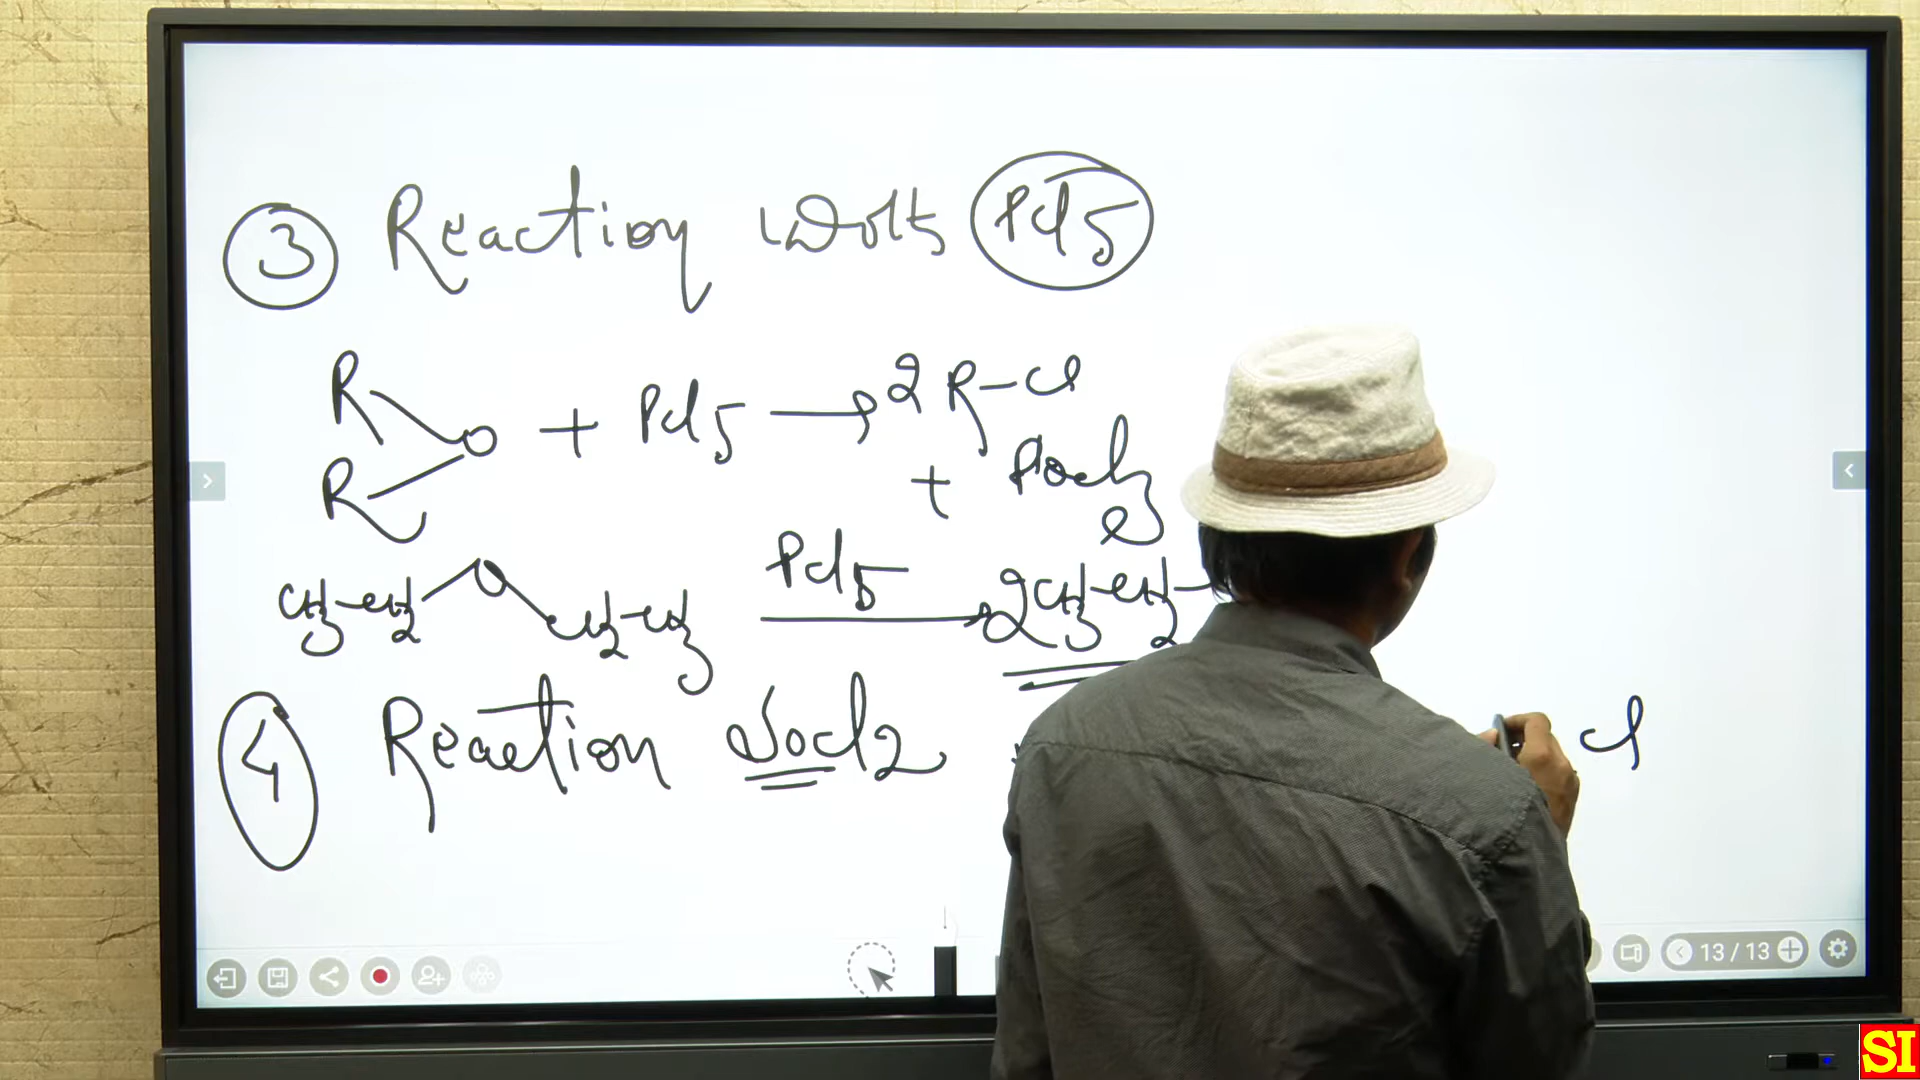 3 Reaction with PCl5
R R O + PCl5 → 2 R-Cl
+ POCl3
CH3-CH2 O CH2-CH3 PCl5 → 2CH3-CH2-
4 Reaction SOCl2 Cl
13/13
SI